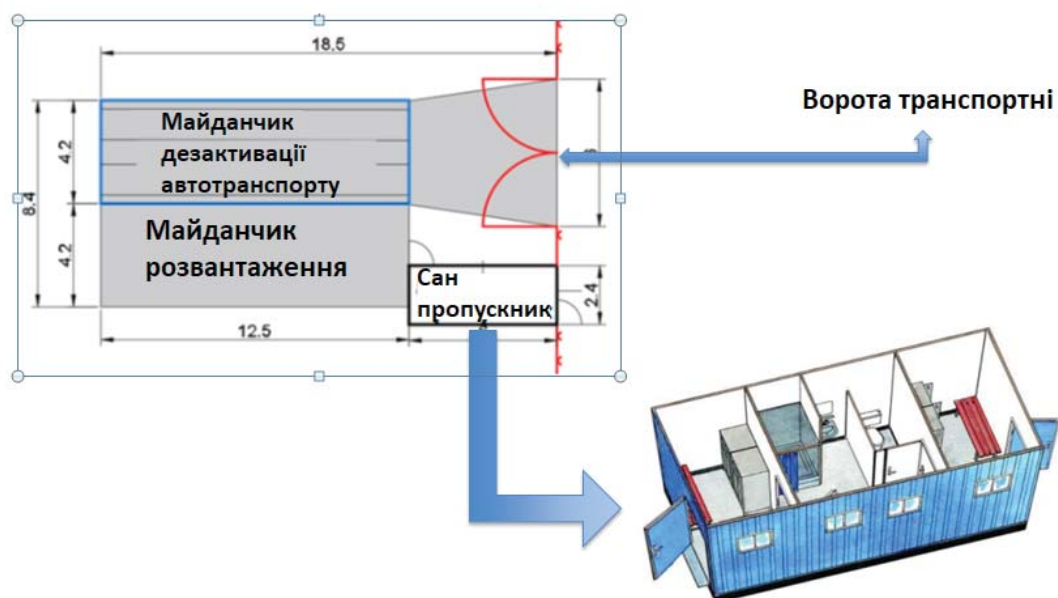 18.5
Ворота транспортні
Майданчик
дезактивації
автотранспорту
4.2
8.4
Майданчик
розвантаження
4.2
Сан
пропускник
2.4
12.5